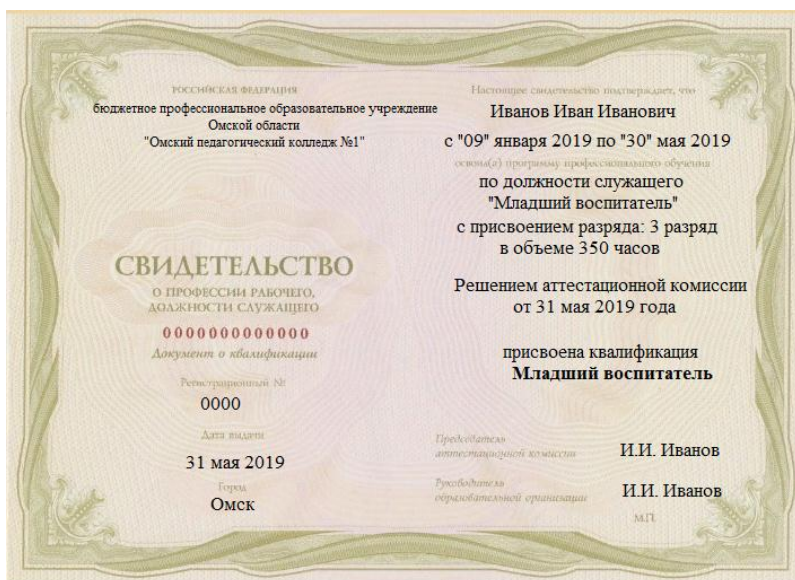 РОССИЙСКАЯ ФЕДЕРАЦИЯ
бюджетное профессиональное образовательное учреждение
Омской области
"Омский педагогический колледж №1"
СВИДЕТЕЛЬСТВО
О ПРОФЕССИИ РАБОЧЕГО,
ДОЛЖНОСТИ СЛУЖАЩЕГО
0000000000000
Документ о квалификации
Регистрационный №
0000
Дата выдачи
31 мая 2019
Город
Омск
Настоящее свидетельство подтверждает, что
Иванов Иван Иванович
с "09" января 2019 по "30" мая 2019
освоил(а) программу профессионального обучения
по должности служащего
"Младший воспитатель"
с присвоением разряда: 3 разряд
в объеме 350 часов
Решением аттестационной комиссии
от 31 мая 2019 года
присвоена квалификация
Младший воспитатель
Председатель
аттестационной комиссии
И.И. Иванов
Руководитель
образовательной организации
И.И. Иванов
М.П.